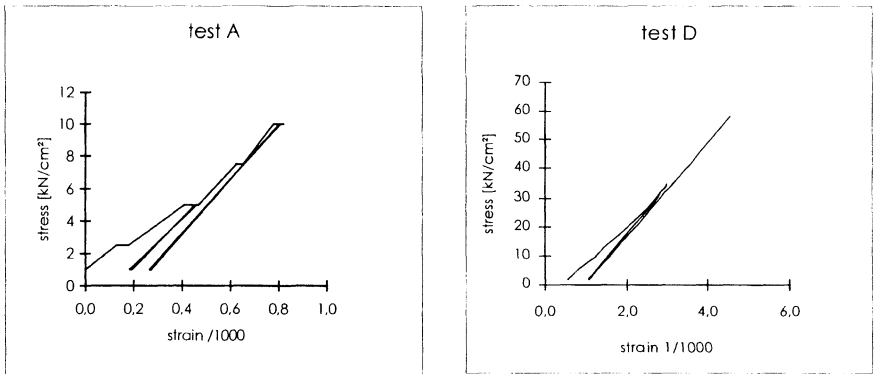 test A
stress [kN/cm²]
12
10
8
6
4
2
0
0,0 0,2 0,4 0,6 0,8 1,0
strain /1000
test D
stress [kN/cm²]
70
60
50
40
30
20
10
0
0,0 2,0 4,0 6,0
strain 1/1000